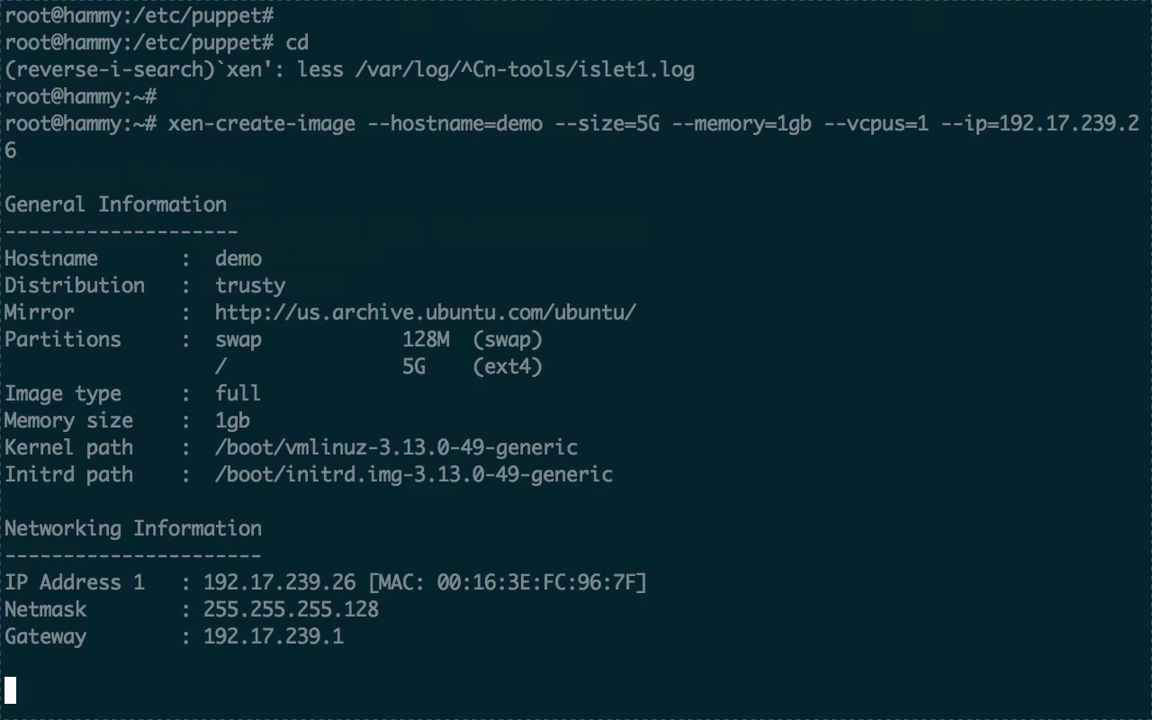 root@hammy:/etc/puppet#
root@hammy:/etc/puppet# cd
(reverse-i-search)`xen': less /var/log/^Cn-tools/islet1.log
root@hammy:~#
root@hammy:~# xen-create-image --hostname=demo --size=5G --memory=1gb --vcpus=1 --ip=192.17.239.2
6
General Information
--------------------
Hostname       :  demo
Distribution   :  trusty
Mirror         :  http://us.archive.ubuntu.com/ubuntu/
Partitions     :  swap            128M  (swap)
                  /               5G    (ext4)
Image type     :  full
Memory size    :  1gb
Kernel path    :  /boot/vmlinuz-3.13.0-49-generic
Initrd path    :  /boot/initrd.img-3.13.0-49-generic
Networking Information
----------------------
IP Address 1   : 192.17.239.26 [MAC: 00:16:3E:FC:96:7F]
Netmask        : 255.255.255.128
Gateway        : 192.17.239.1